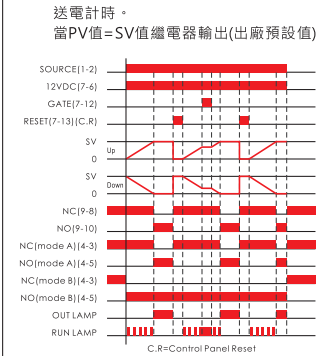 送電計時。
當PV值=SV值繼電器輸出(出廠預設值)
SOURCE(1-2)
12VDC(7-6)
GATE(7-12)
RESET(7-13)(C.R)
SV
Up
0
SV
Down
0
NC(9-8)
NO(9-10)
NC(mode A)(4-3)
NO(mode A)(4-5)
NC(mode B)(4-3)
NO(mode B)(4-5)
OUT LAMP
RUN LAMP
C.R=Control Panel Reset